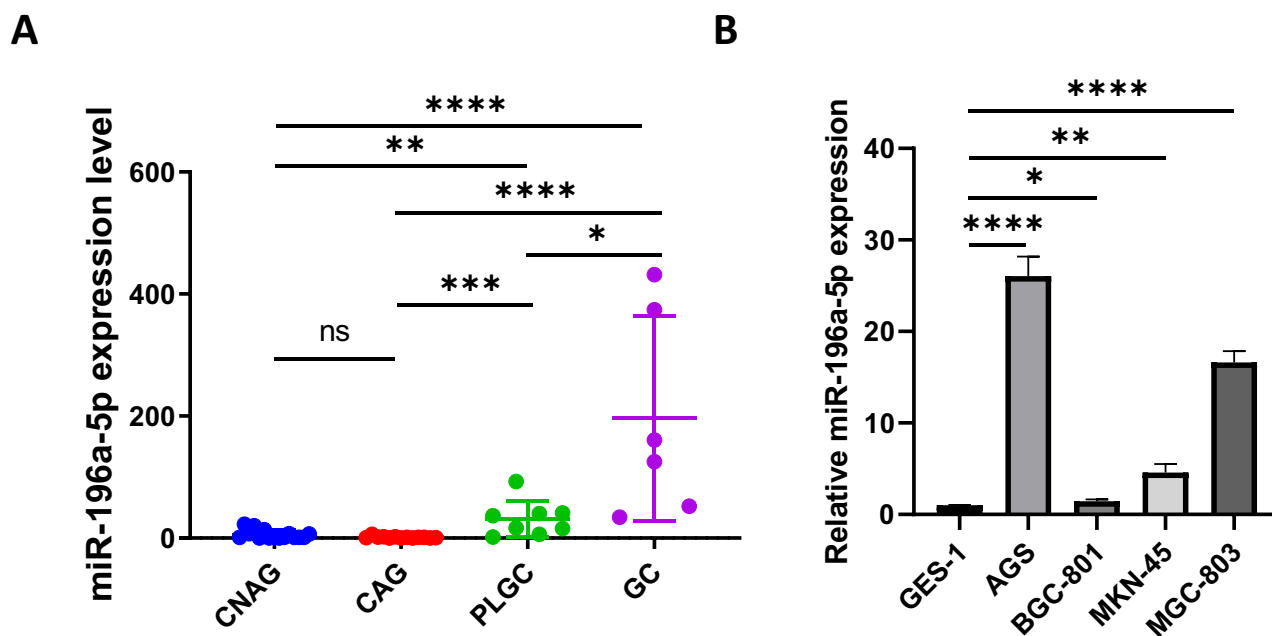 A
miR-196a-5p expression level
600
400
200
0
****
**
****
*
***
ns
CNAG
CAG
PLGC
GC
B
Relative miR-196a-5p expression
40
30
20
10
0
****
**
*
****
GES-1
AGS
BGC-801
MKN-45
MGC-803